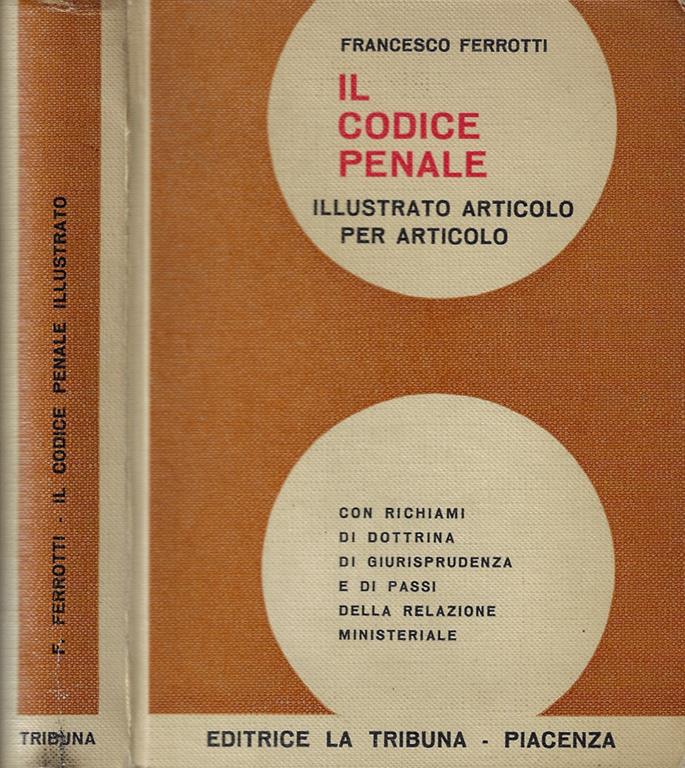 F. FERROTTI - IL CODICE PENALE ILLUSTRATO
TRIBUNA
FRANCESCO FERROTTI
IL
CODICE
PENALE
ILLUSTRATO ARTICOLO
PER ARTICOLO
CON RICHIAMI
DI DOTTRINA
DI GIURISPRUDENZA
E DI PASSI
DELLA RELAZIONE
MINISTERIALE
EDITRICE LA TRIBUNA - PIACENZA